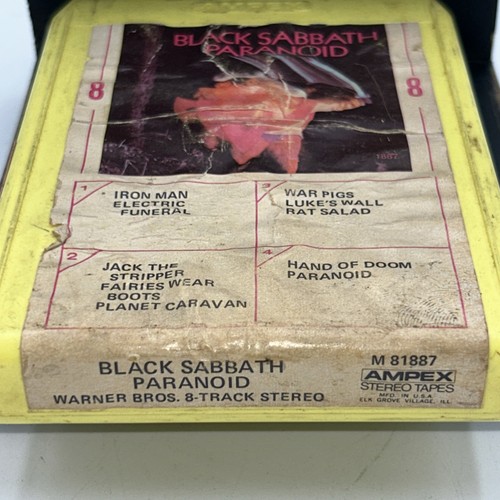 BLACK SABBATH
PARANOID
8
8
1887
1
IRON MAN
ELECTRIC
FUNERAL
3
WAR PIGS
LUKE'S WALL
RAT SALAD
2
JACK THE
STRIPPER
FAIRIES WEAR
BOOTS
PLANET CARAVAN
4
HAND OF DOOM
PARANOID
BLACK SABBATH
PARANOID
WARNER BROS. 8-TRACK STEREO
M 81887
AMPEX
STEREO TAPES
MFD. IN U.S.A.
ELK GROVE VILLAGE, ILL.